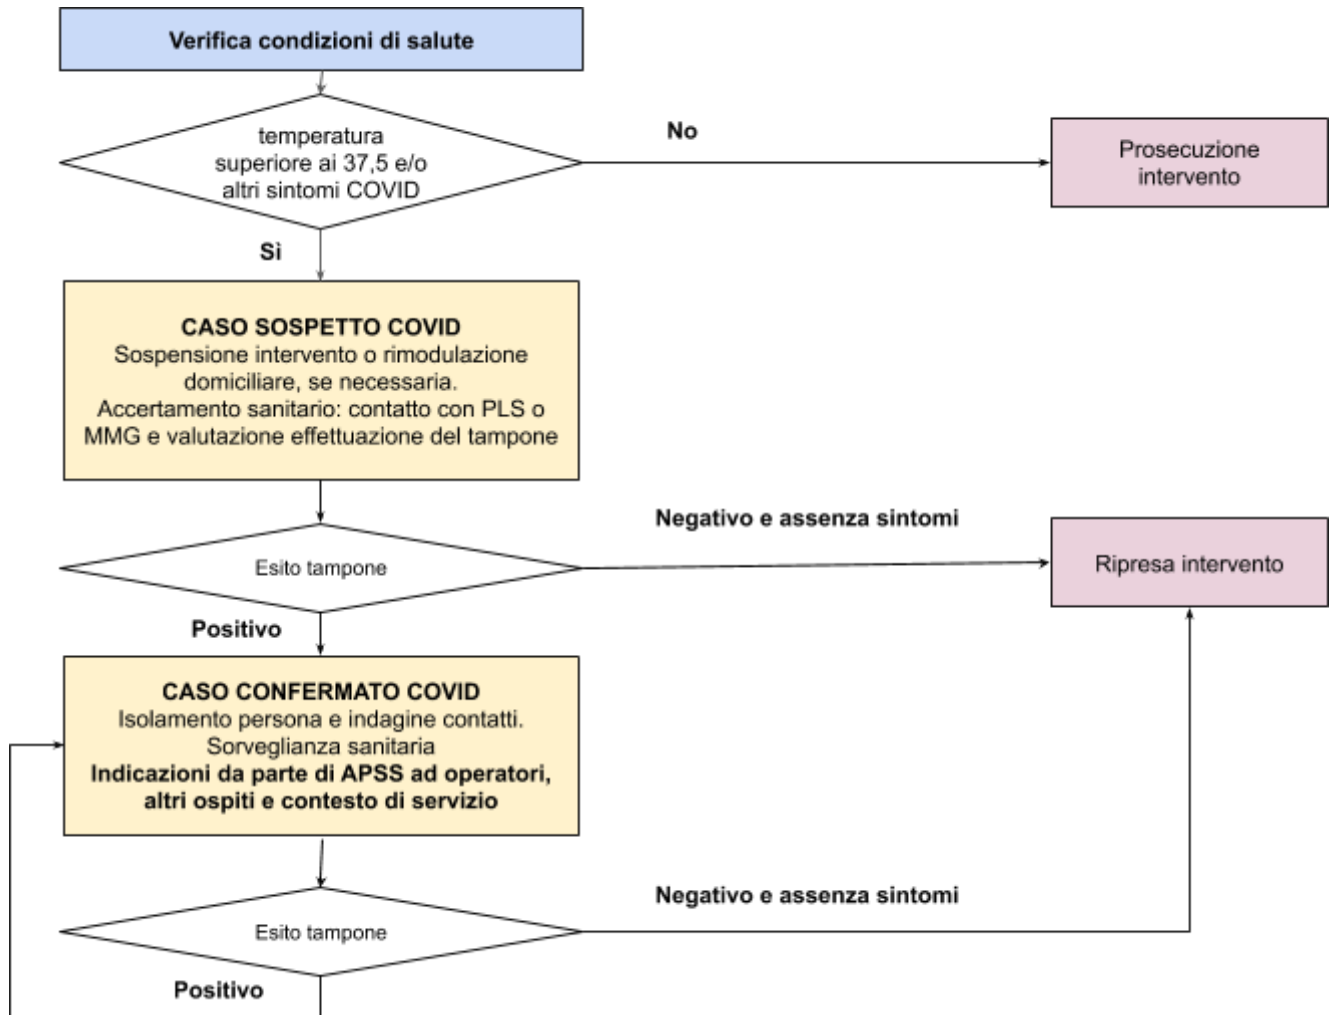 Verifica condizioni di salute
temperatura
superiore ai 37,5 e/o
altri sintomi COVID
No
Prosecuzione
intervento
Sì
CASO SOSPETTO COVID
Sospensione intervento o rimodulazione
domiciliare, se necessaria.
Accertamento sanitario: contatto con PLS o
MMG e valutazione effettuazione del tampone
Negativo e assenza sintomi
Esito tampone
Ripresa intervento
Positivo
CASO CONFERMATO COVID
Isolamento persona e indagine contatti.
Sorveglianza sanitaria
Indicazioni da parte di APSS ad operatori,
altri ospiti e contesto di servizio
Negativo e assenza sintomi
Esito tampone
Positivo